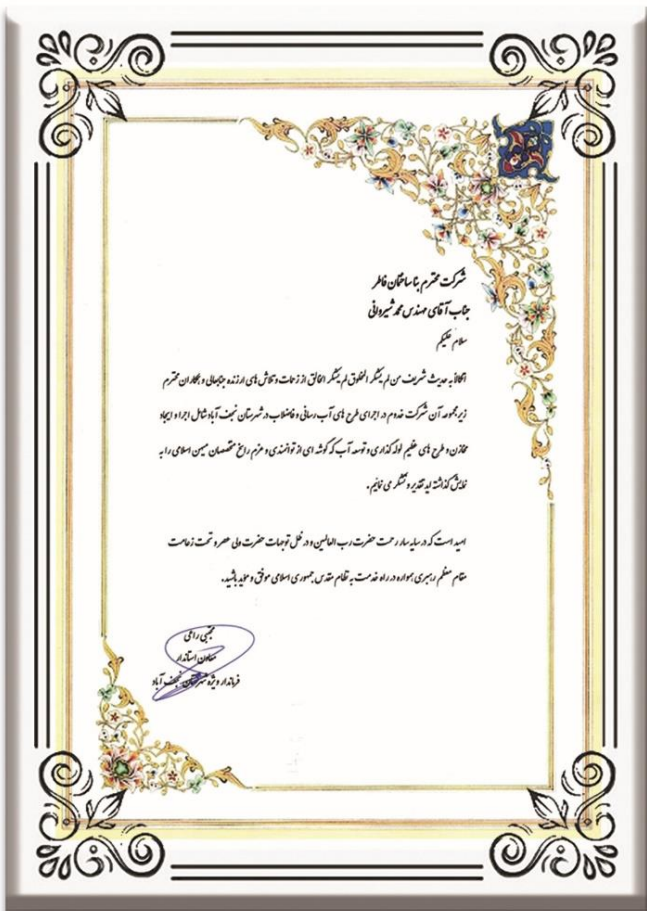 شرکت محترم بنا ساختمان فاطر
جناب آقای مهندس محمد شیروانی
سلام علیکم
اتکالاً به حدیث شریف من لم یشکر المخلوق لم یشکر الخالق از زحمات و تلاش های ارزنده جنابعالی و همکاران محترم
زیرمجموعه آن شرکت خدوم در اجرای طرح های آب رسانی و فاضلاب در شهرستان نجف آباد شامل اجرا و ایجاد
مخازن و طرح های عظیم لوله گذاری و توسعه آب که گوشه ای از توانمندی و عزم راسخ متخصصان میهن اسلامی را به
نمایش گذاشته اید تقدیر و تشکر می نمائیم.
امید است که در سایه سار رحمت حضرت رب العالمین و در ظل توجهات حضرت ولی عصر و تحت زعامت
مقام معظم رهبری همواره در راه خدمت به نظام مقدس جمهوری اسلامی موفق و مؤید باشید.
مجتبی راعی
معاون استاندار
فرماندار ویژه شهرستان نجف آباد